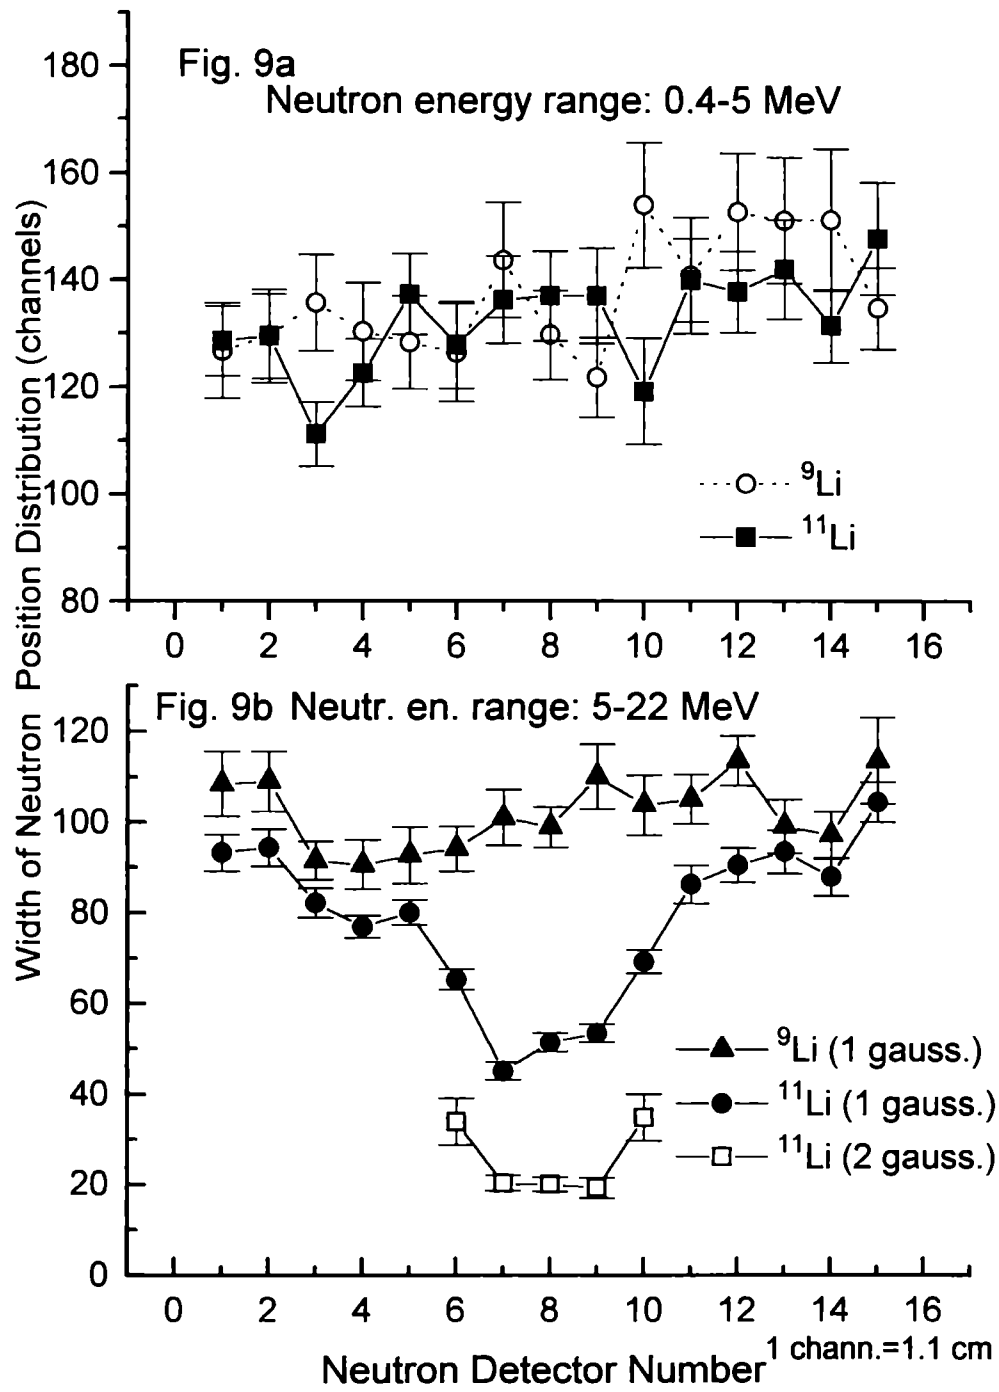 Fig. 9a
Neutron energy range: 0.4-5 MeV
180
160
140
120
100
80
⁹Li
¹¹Li
0 2 4 6 8 10 12 14 16
Width of Neutron Position Distribution (channels)
Fig. 9b Neutr. en. range: 5-22 MeV
120
100
80
60
40
20
0
⁹Li (1 gauss.)
¹¹Li (1 gauss.)
¹¹Li (2 gauss.)
0 2 4 6 8 10 12 14 16
1 chann.=1.1 cm
Neutron Detector Number